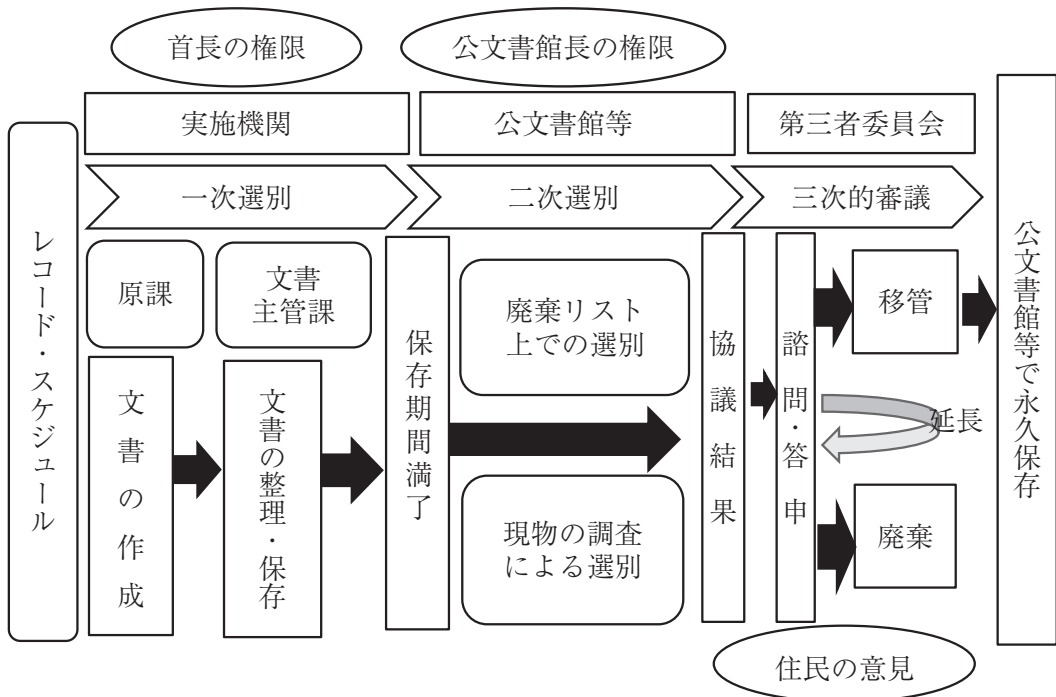 首長の権限
公文書館長の権限
実施機関
公文書館等
第三者委員会
一次選別
二次選別
三次的審議
レコード・スケジュール
原課
文書
主管課
文書の作成
文書の整理・保存
保存期間満了
廃棄リスト
上での選別
現物の調査
による選別
協議結果
諮問・答申
移管
延長
廃棄
公文書館等で永久保存
住民の意見